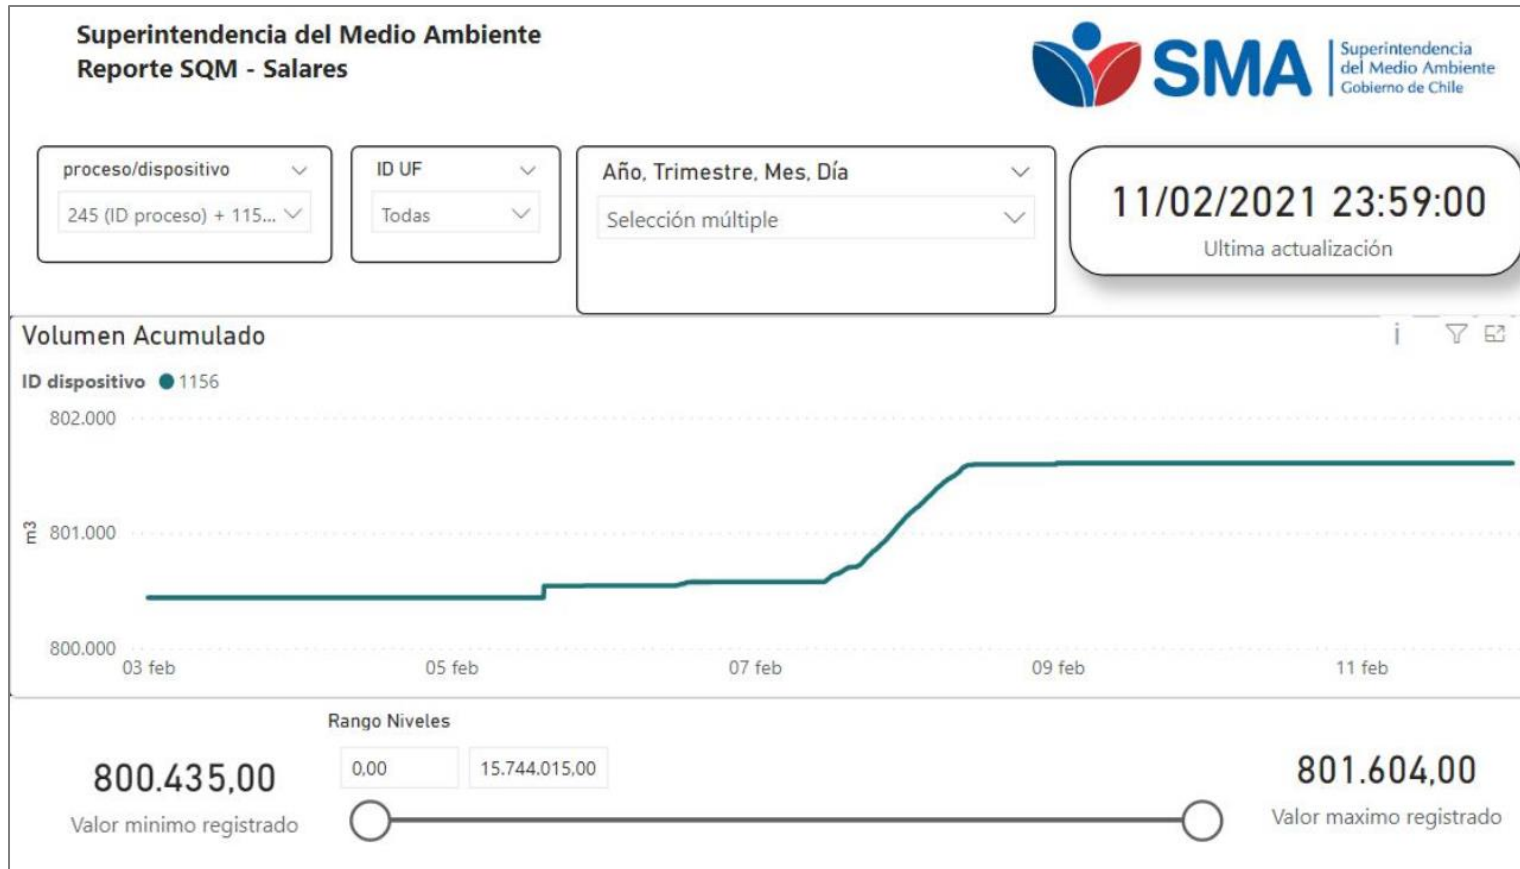 Superintendencia del Medio Ambiente
Reporte SQM - Salares
SMA
Superintendencia
del Medio Ambiente
Gobierno de Chile
proceso/dispositivo
245 (ID proceso) + 115...
ID UF
Todas
Año, Trimestre, Mes, Día
Selección múltiple
11/02/2021 23:59:00
Ultima actualización
Volumen Acumulado
ID dispositivo 1156
802.000
801.000
800.000
m3
03 feb 05 feb 07 feb 09 feb 11 feb
Rango Niveles
0,00 15.744.015,00
800.435,00
Valor minimo registrado
801.604,00
Valor maximo registrado